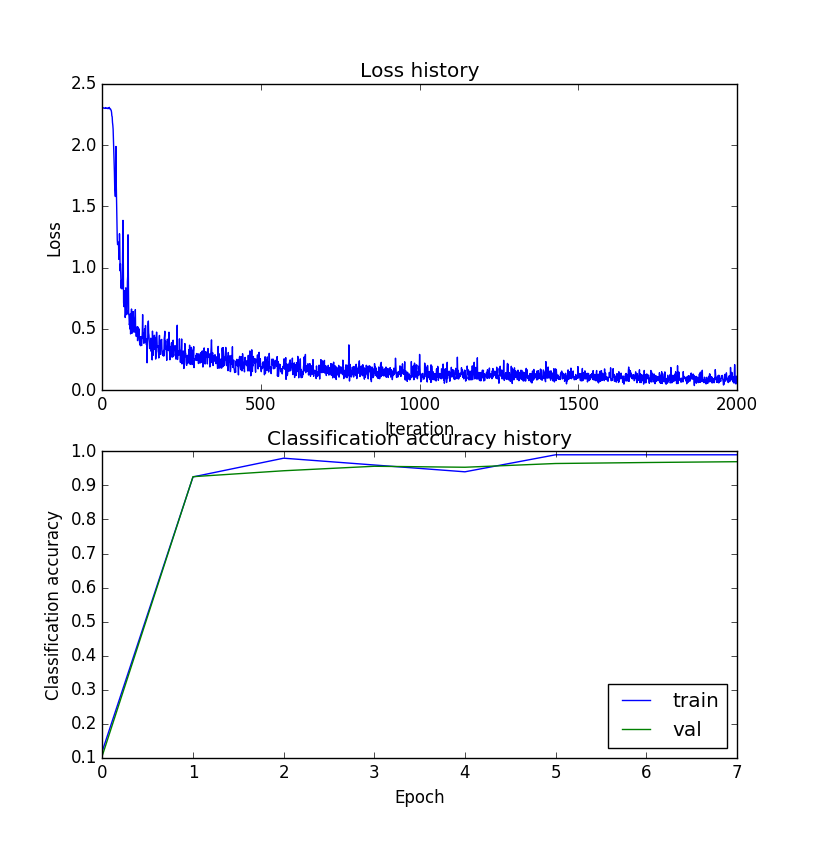 Loss history
2.5
2.0
1.5
1.0
0.5
0.0
Loss
0 500 1000 1500 2000
Iteration
Classification accuracy history
1.0
0.9
0.8
0.7
0.6
0.5
0.4
0.3
0.2
0.1
Classification accuracy
train
val
0 1 2 3 4 5 6 7
Epoch